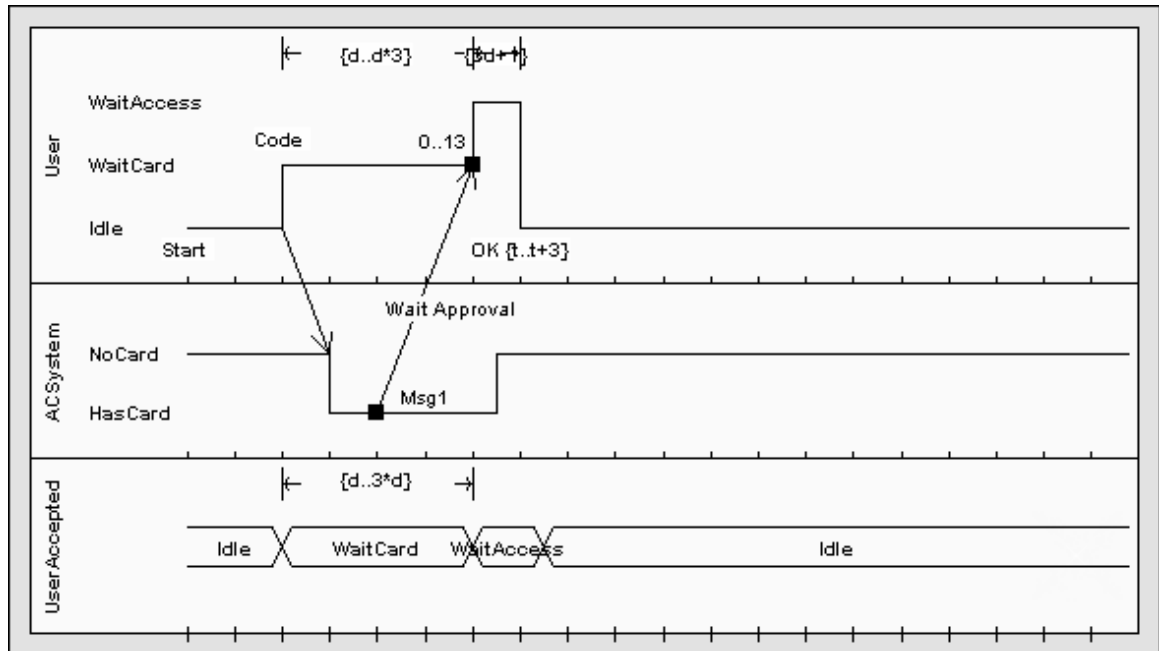 {d..d*3}
WaitAccess
Code
0..13
User
WaitCard
Idle
Start
OK {t..t+3}
Wait Approval
ACSystem
NoCard
Msg1
HasCard
{d..3*d}
UserAccepted
Idle
WaitCard
WaitAccess
Idle